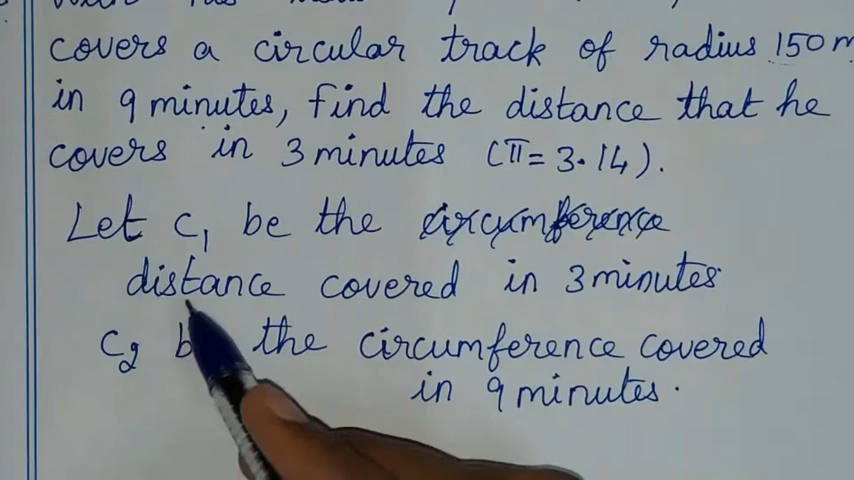 covers a circular track of radius 150 m
in 9 minutes, find the distance that he
covers in 3 minutes (π = 3.14).
Let C₁ be the
distance covered in 3 minutes
C₂ b the circumference covered
in 9 minutes.